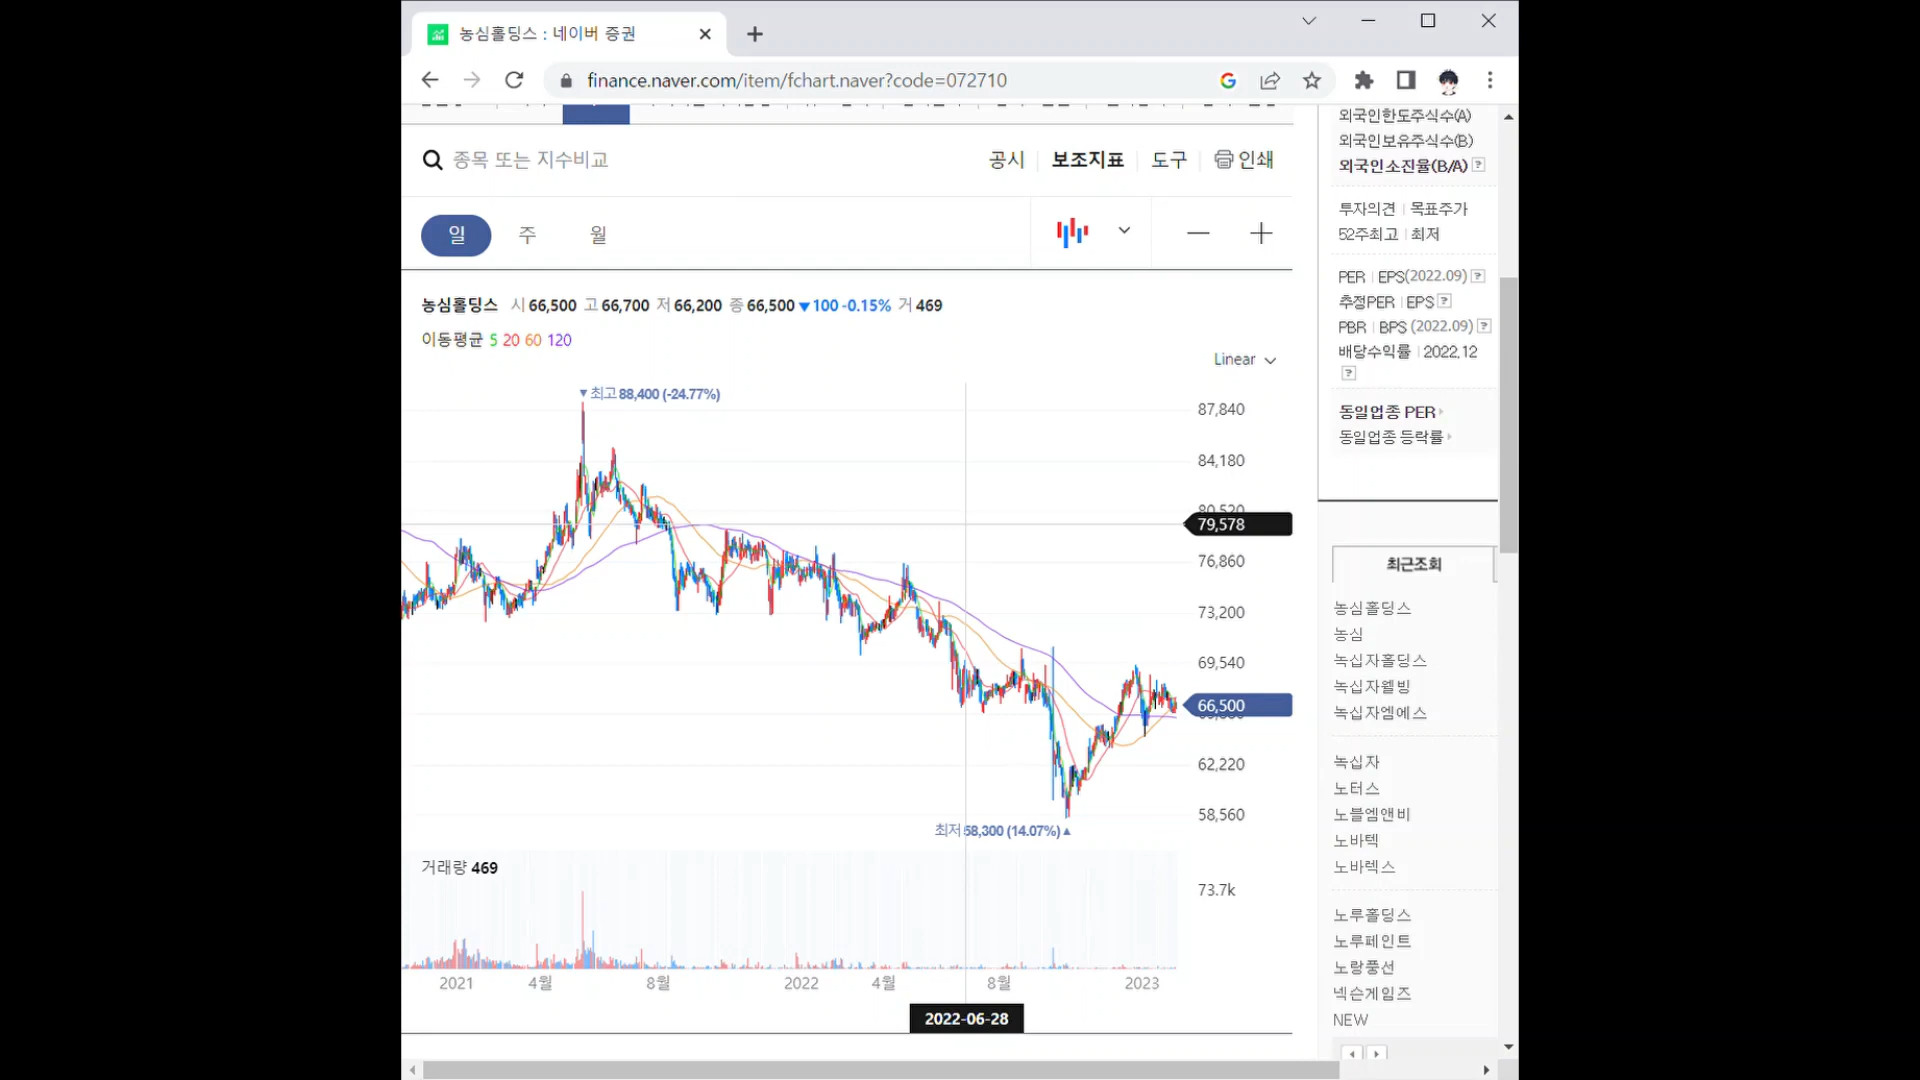 농심홀딩스 : 네이버 증권
finance.naver.com/item/fchart.naver?code=072710
종목 또는 지수비교
공시 보조지표 도구 인쇄
일 주 월
농심홀딩스 시 66,500 고 66,700 저 66,200 종 66,500 ▼100 -0.15% 거 469
이동평균 5 20 60 120
Linear
▼최고 88,400 (-24.77%)
87,840
84,180
80,520
79,578
76,860
73,200
69,540
66,500
62,220
58,560
최저 58,300 (14.07%)▲
거래량 469
73.7k
2021 4월 8월 2022 4월 8월 2023
2022-06-28
외국인한도주식수(A)
외국인보유주식수(B)
외국인소진율(B/A) ?
투자의견 | 목표주가
52주최고 | 최저
PER | EPS(2022.09) ?
추정PER | EPS ?
PBR | BPS (2022.09) ?
배당수익률 | 2022.12
?
동일업종 PER
동일업종 등락률
최근조회
농심홀딩스
농심
녹십자홀딩스
녹십자웰빙
녹십자엠에스
녹십자
노터스
노블엠앤비
노바텍
노바렉스
노루홀딩스
노루페인트
노랑풍선
넥슨게임즈
NEW